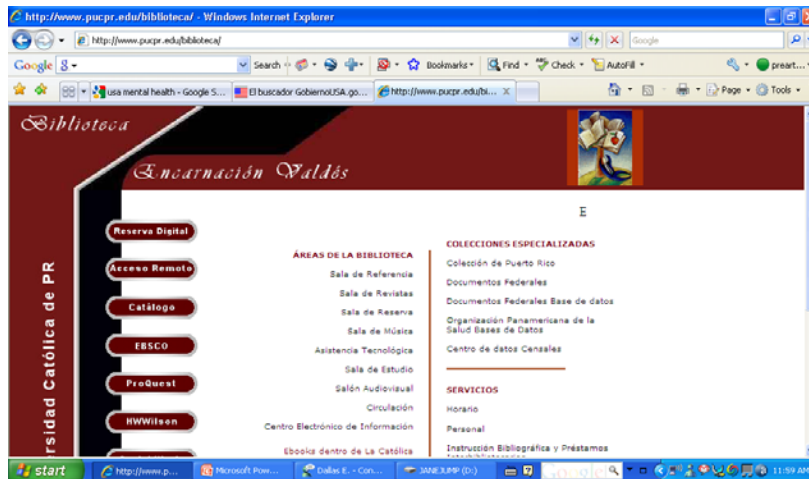 http://www.pucpr.edu/biblioteca/ - Windows Internet Explorer
http://www.pucpr.edu/biblioteca/
Google
Google
Search
Bookmarks
Find
Check
AutoFill
preart...
usa mental health - Google S...
El buscador GobiernoUSA.go...
http://www.pucpr.edu/bi...
X
Page
Tools
Biblioteca
Encarnación Valdés
E
rsidad Católica de PR
Reserva Digital
Acceso Remoto
Catálogo
EBSCO
ProQuest
HWWilson
ÁREAS DE LA BIBLIOTECA
Sala de Referencia
Sala de Revistas
Sala de Reserva
Sala de Música
Asistencia Tecnológica
Sala de Estudio
Salón Audiovisual
Circulación
Centro Electrónico de Información
Ebooks dentro de La Católica
COLECCIONES ESPECIALIZADAS
Colección de Puerto Rico
Documentos Federales
Documentos Federales Base de datos
Organización Panamericana de la
Salud Bases de Datos
Centro de datos Censales
SERVICIOS
Horario
Personal
Instrucción Bibliográfica y Préstamos
start
http://www.p...
Microsoft Pow...
Dallas E. - Con...
JANEJUMP (D:)
Google
11:59 AM